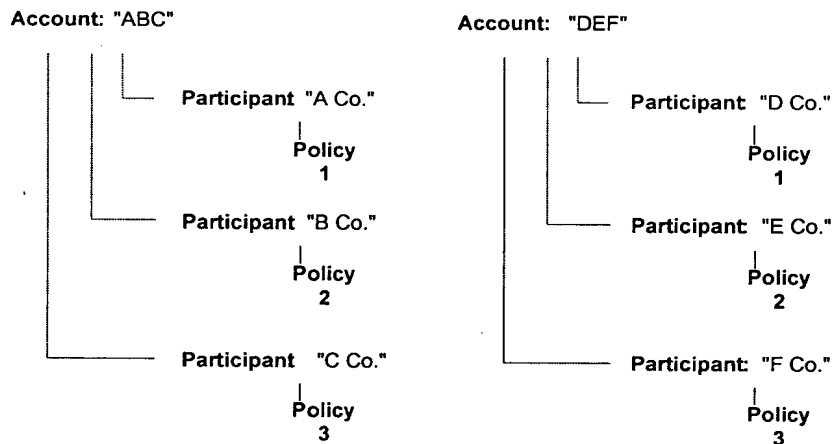 Account: "ABC"
Participant "A Co."
Policy
1
Participant "B Co."
Policy
2
Participant "C Co."
Policy
3
Account: "DEF"
Participant: "D Co."
Policy
1
Participant: "E Co."
Policy
2
Participant: "F Co."
Policy
3